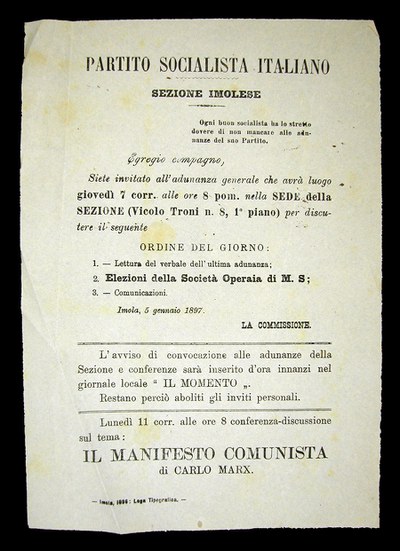 PARTITO SOCIALISTA ITALIANO
SEZIONE IMOLESE
Ogni buon socialista ha lo stretto
dovere di non mancare alle adu-
nanze del suo Partito.
Egregio compagno,
Siete invitato all'adunanza generale che avrà luogo
giovedì 7 corr. alle ore 8 pom. nella SEDE della
SEZIONE (Vicolo Troni n. 8, 1° piano) per discu-
tere il seguente
ORDINE DEL GIORNO:
1. — Lettura del verbale dell'ultima adunanza;
2. Elezioni della Società Operaia di M. S;
3. — Comunicazioni.
Imola, 5 gennaio 1897.
LA COMMISSIONE.
L'avviso di convocazione alle adunanze della
Sezione e conferenze sarà inserito d'ora innanzi nel
giornale locale “ IL MOMENTO „.
Restano perciò aboliti gli inviti personali.
Lunedì 11 corr. alle ore 8 conferenza-discussione
sul tema:
IL MANIFESTO COMUNISTA
di CARLO MARX.
— Imola, 1896: Lega Tipografica. —